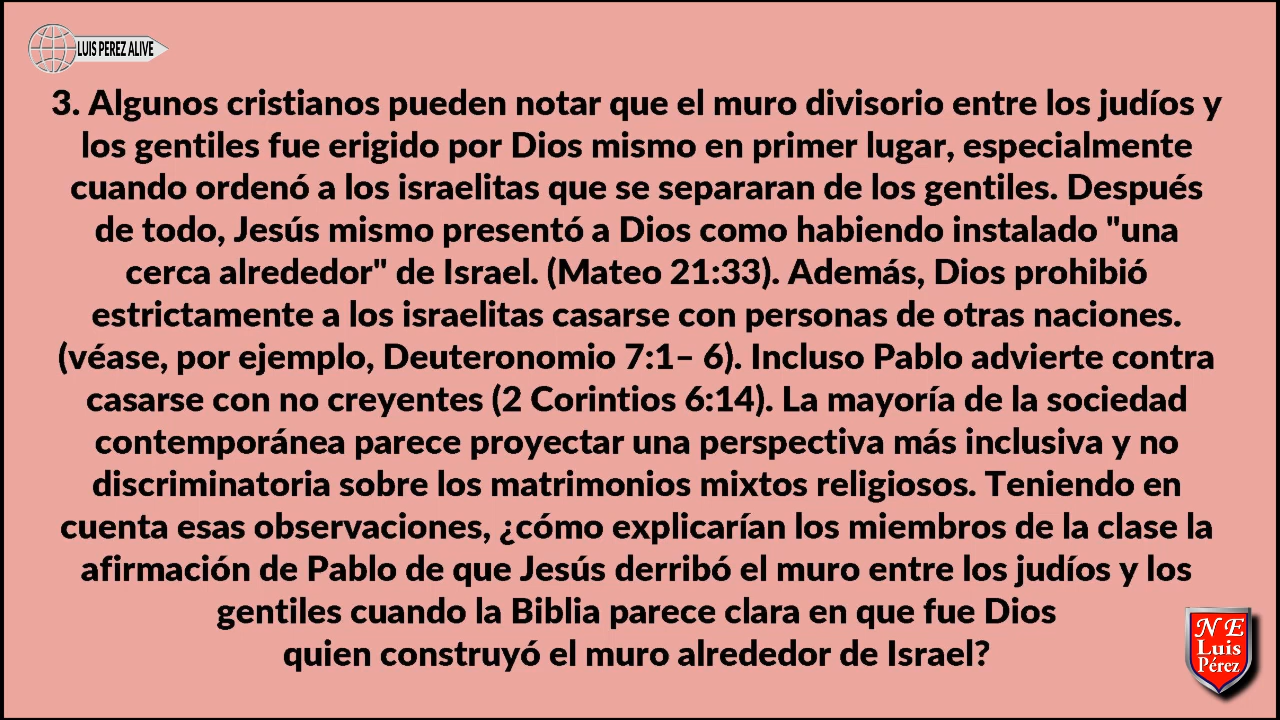 LUIS PEREZ ALIVE
3. Algunos cristianos pueden notar que el muro divisorio entre los judíos y
los gentiles fue erigido por Dios mismo en primer lugar, especialmente
cuando ordenó a los israelitas que se separaran de los gentiles. Después
de todo, Jesús mismo presentó a Dios como habiendo instalado "una
cerca alrededor" de Israel. (Mateo 21:33). Además, Dios prohibió
estrictamente a los israelitas casarse con personas de otras naciones.
(véase, por ejemplo, Deuteronomio 7:1– 6). Incluso Pablo advierte contra
casarse con no creyentes (2 Corintios 6:14). La mayoría de la sociedad
contemporánea parece proyectar una perspectiva más inclusiva y no
discriminatoria sobre los matrimonios mixtos religiosos. Teniendo en
cuenta esas observaciones, ¿cómo explicarían los miembros de la clase la
afirmación de Pablo de que Jesús derribó el muro entre los judíos y los
gentiles cuando la Biblia parece clara en que fue Dios
quien construyó el muro alrededor de Israel?
N E
Luis
Pérez